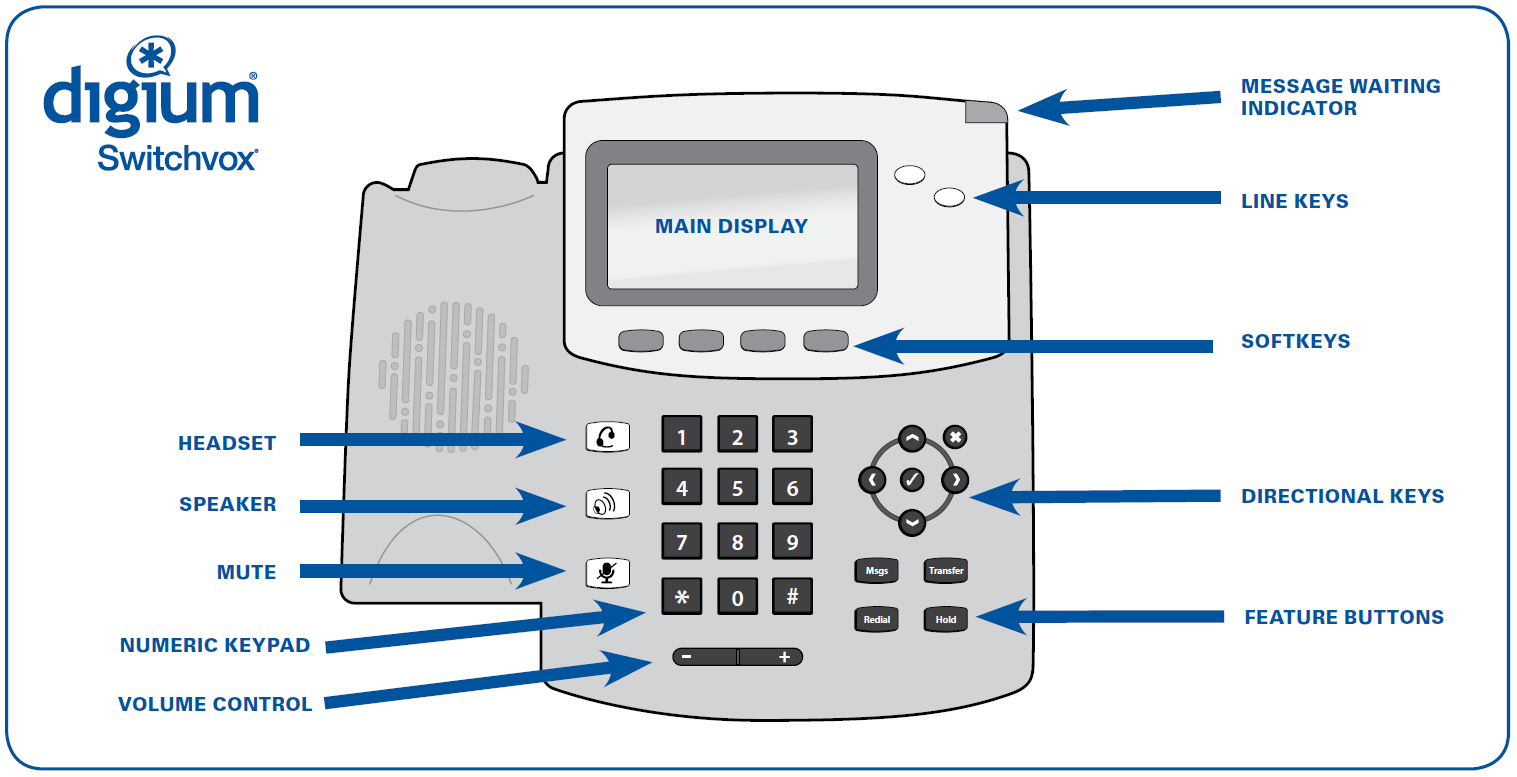 digium®
Switchvox®
MESSAGE WAITING
INDICATOR
LINE KEYS
MAIN DISPLAY
SOFTKEYS
HEADSET
SPEAKER
MUTE
NUMERIC KEYPAD
VOLUME CONTROL
1 2 3
4 5 6
7 8 9
* 0 #
- +
DIRECTIONAL KEYS
Msgs Transfer
Redial Hold
FEATURE BUTTONS